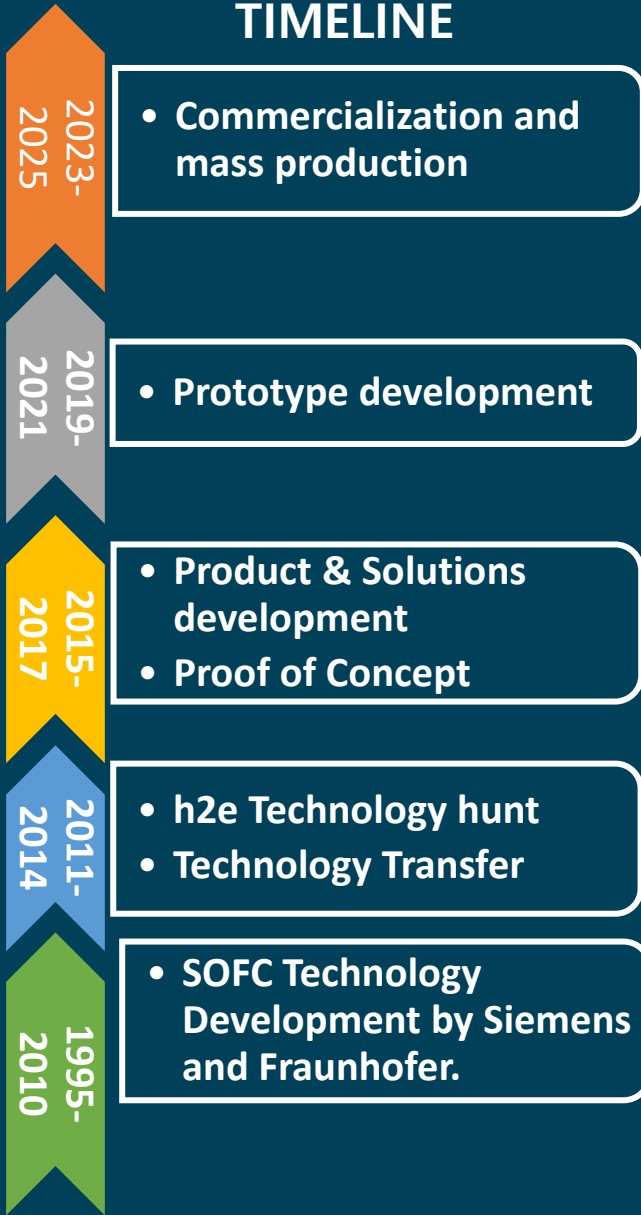 TIMELINE
2023-
2025
• Commercialization and
mass production
2019-
2021
• Prototype development
2015-
2017
• Product & Solutions
development
• Proof of Concept
2011-
2014
• h2e Technology hunt
• Technology Transfer
1995-
2010
• SOFC Technology
Development by Siemens
and Fraunhofer.